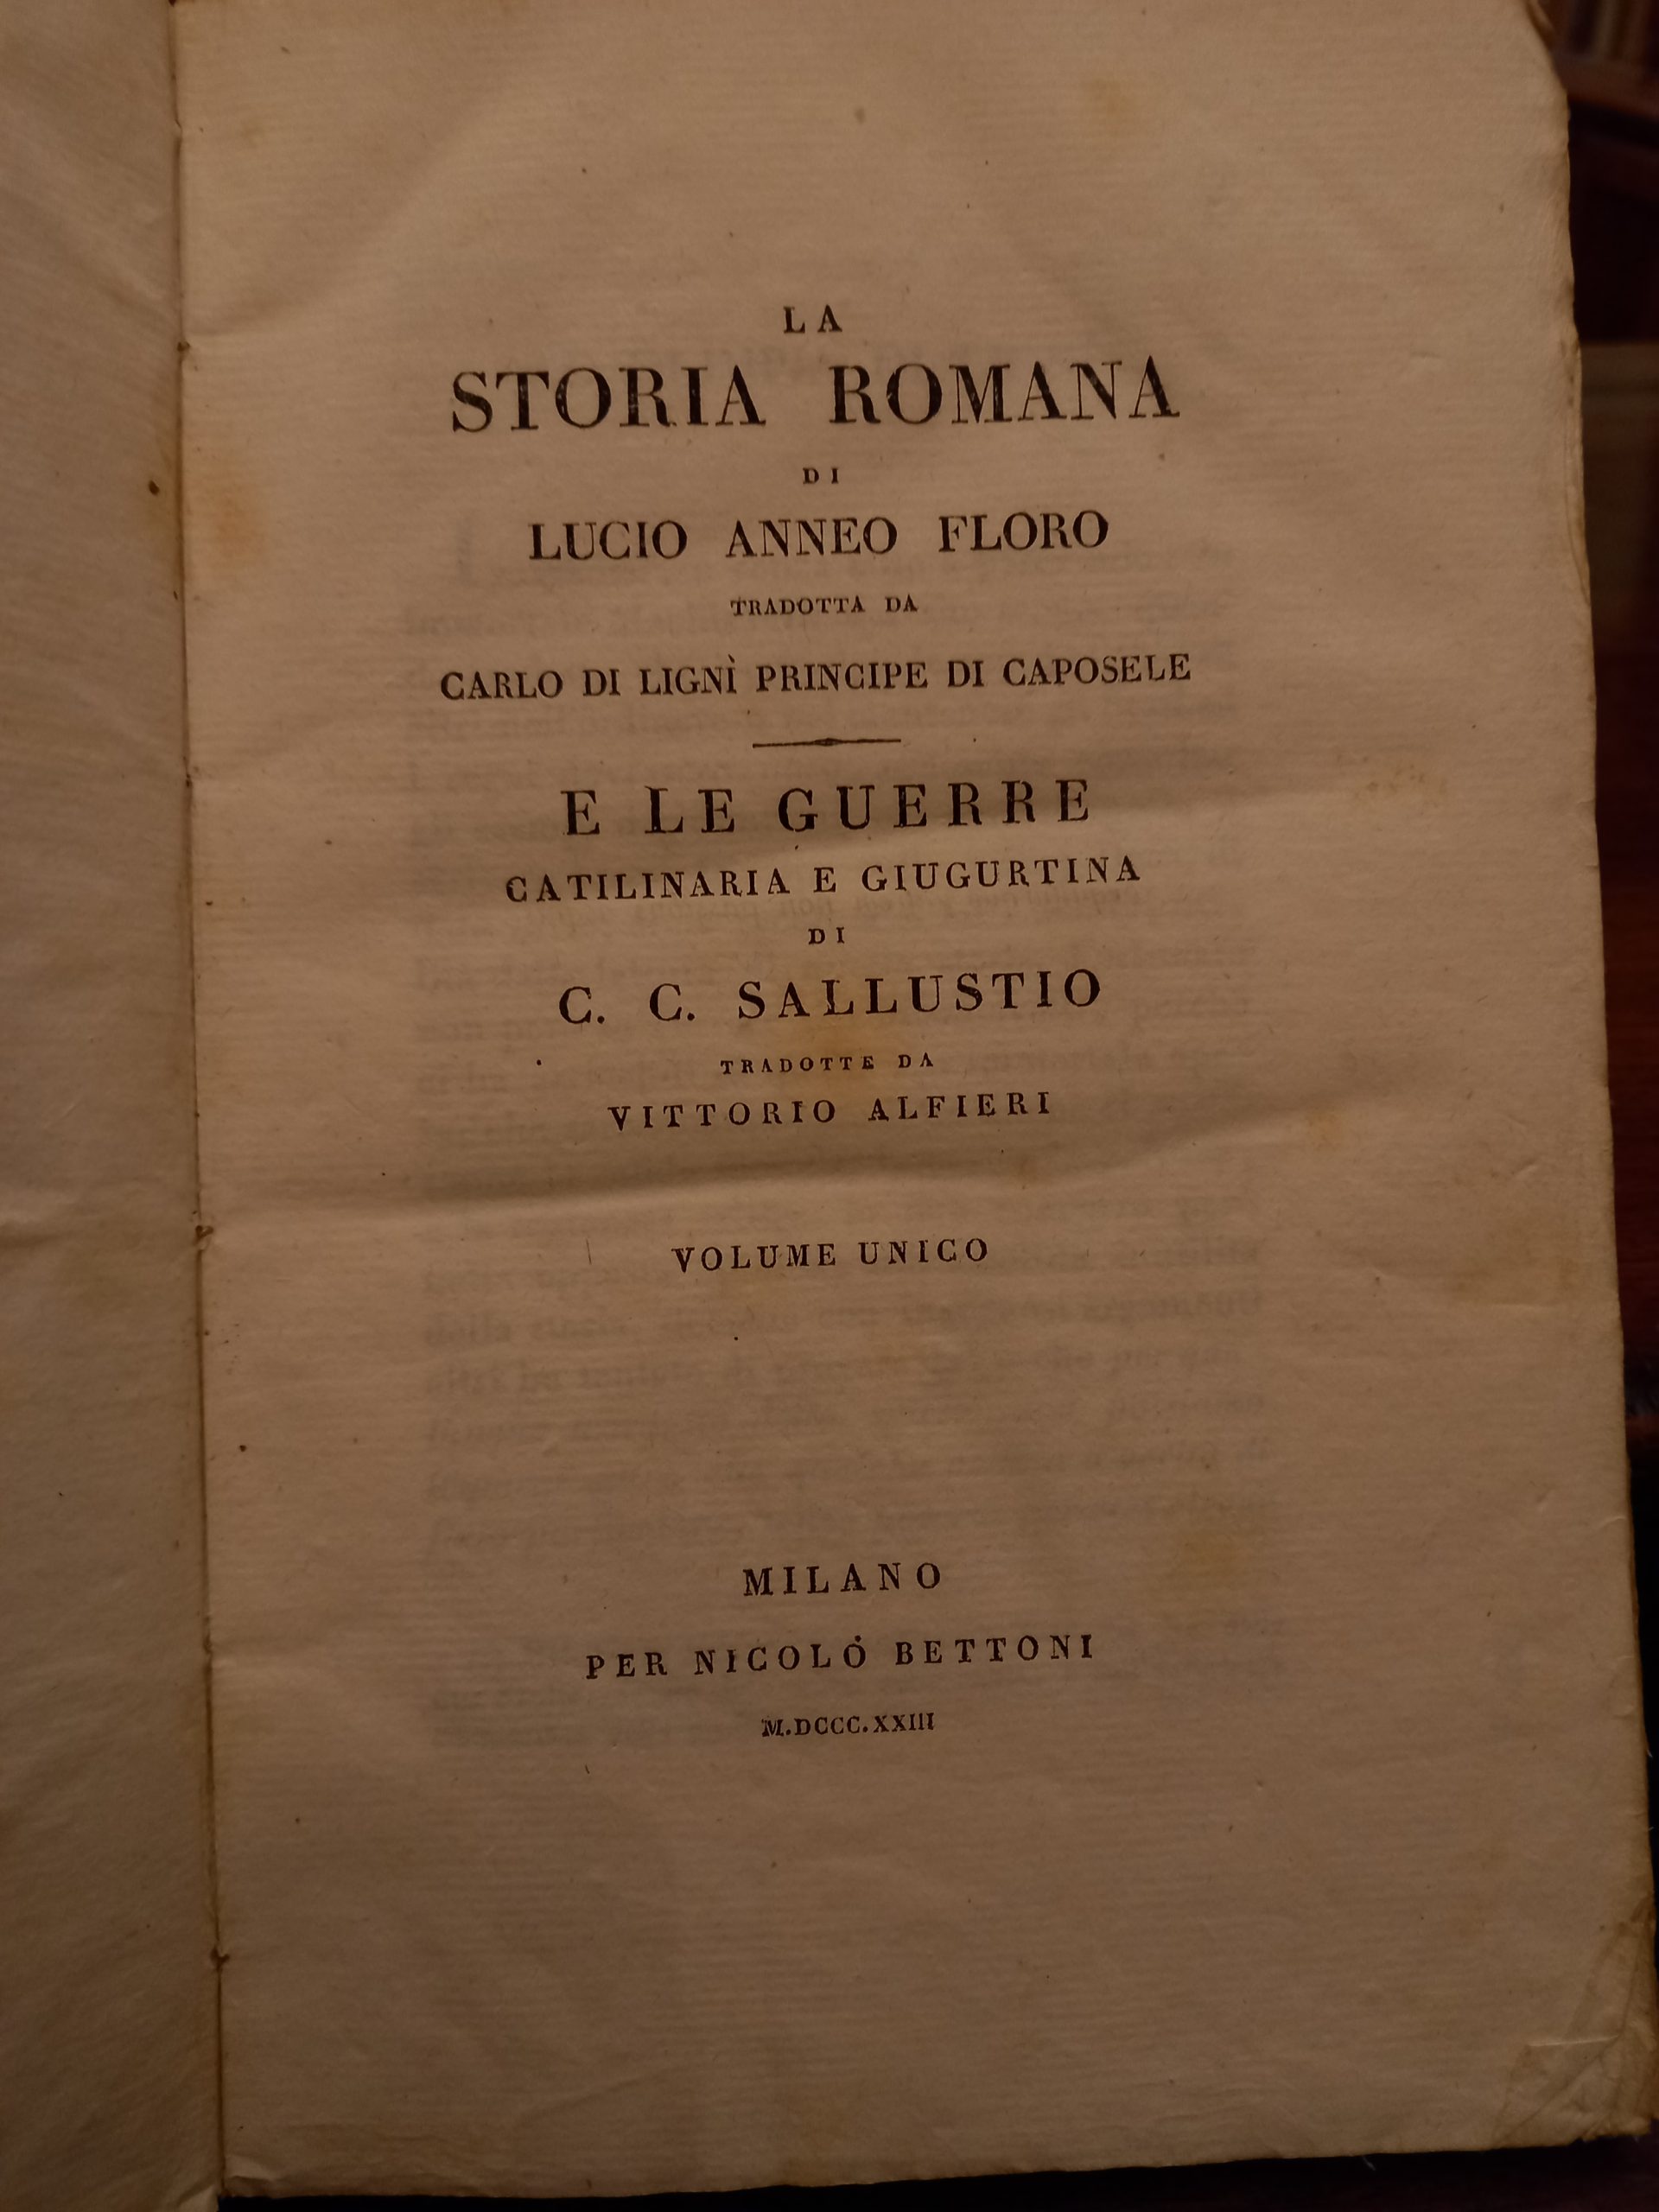 LA
STORIA ROMANA
DI
LUCIO ANNEO FLORO
TRADOTTA DA
CARLO DI LIGNÌ PRINCIPE DI CAPOSELE
E LE GUERRE
CATILINARIA E GIUGURTINA
DI
C. C. SALLUSTIO
TRADOTTE DA
VITTORIO ALFIERI
VOLUME UNICO
MILANO
PER NICOLÒ BETTONI
M.DCCC.XXIII